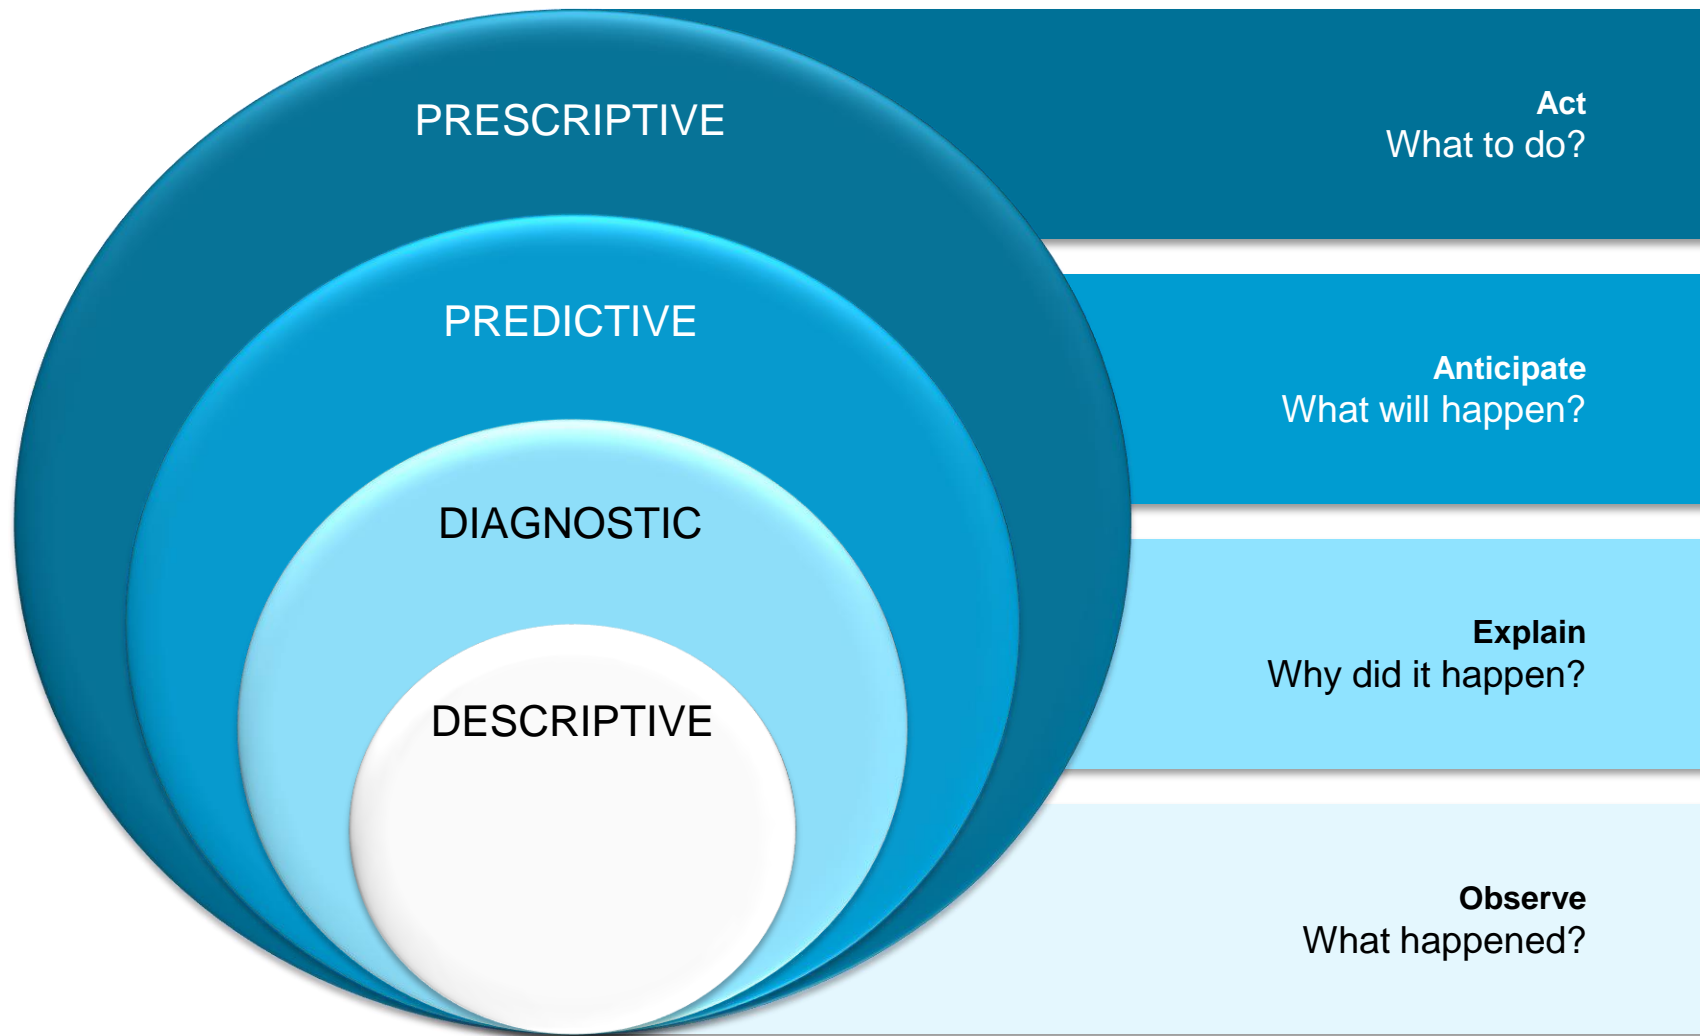 PRESCRIPTIVE
Act
What to do?
PREDICTIVE
Anticipate
What will happen?
DIAGNOSTIC
Explain
Why did it happen?
DESCRIPTIVE
Observe
What happened?